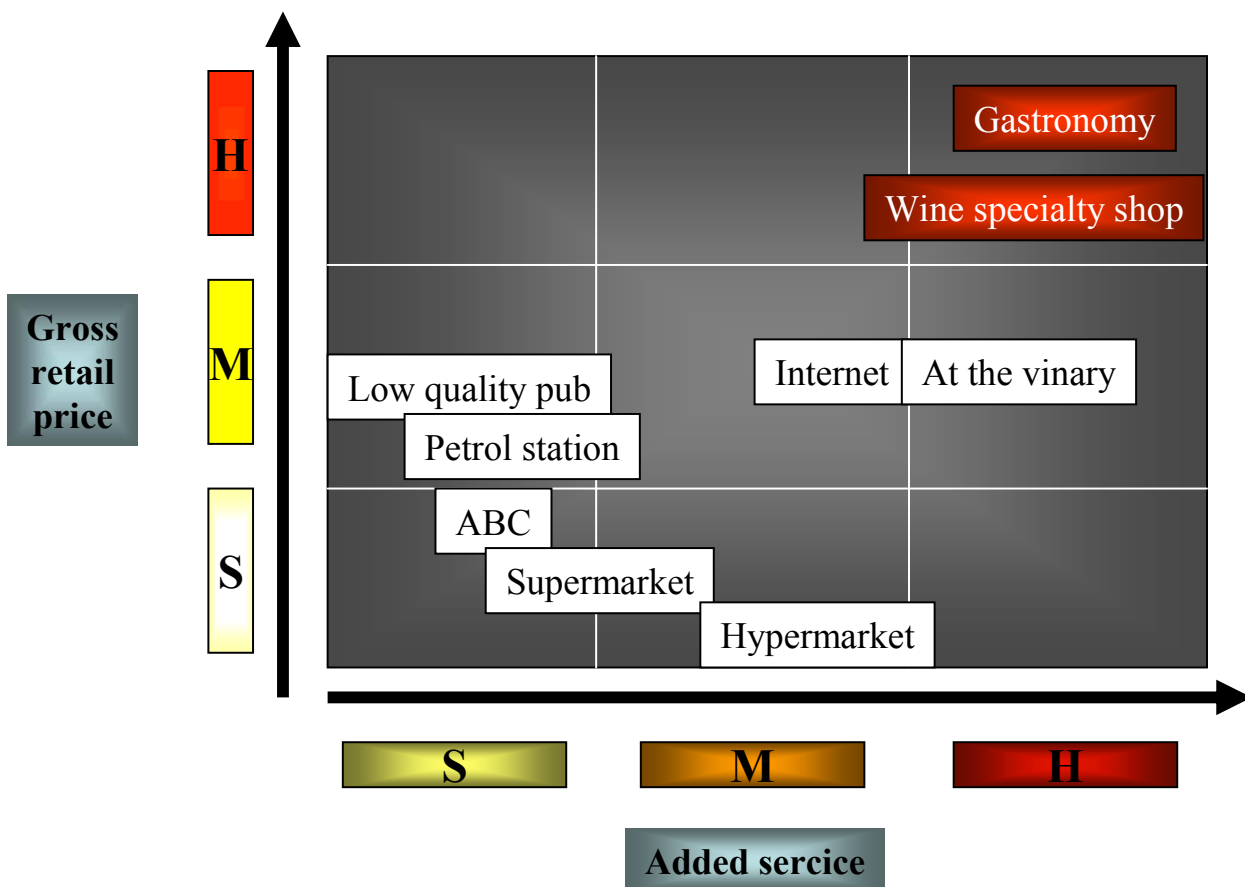 H
Gastronomy
Wine specialty shop
Gross
retail
price
M
Internet
At the vinary
Low quality pub
Petrol station
S
ABC
Supermarket
Hypermarket
S
M
H
Added sercice